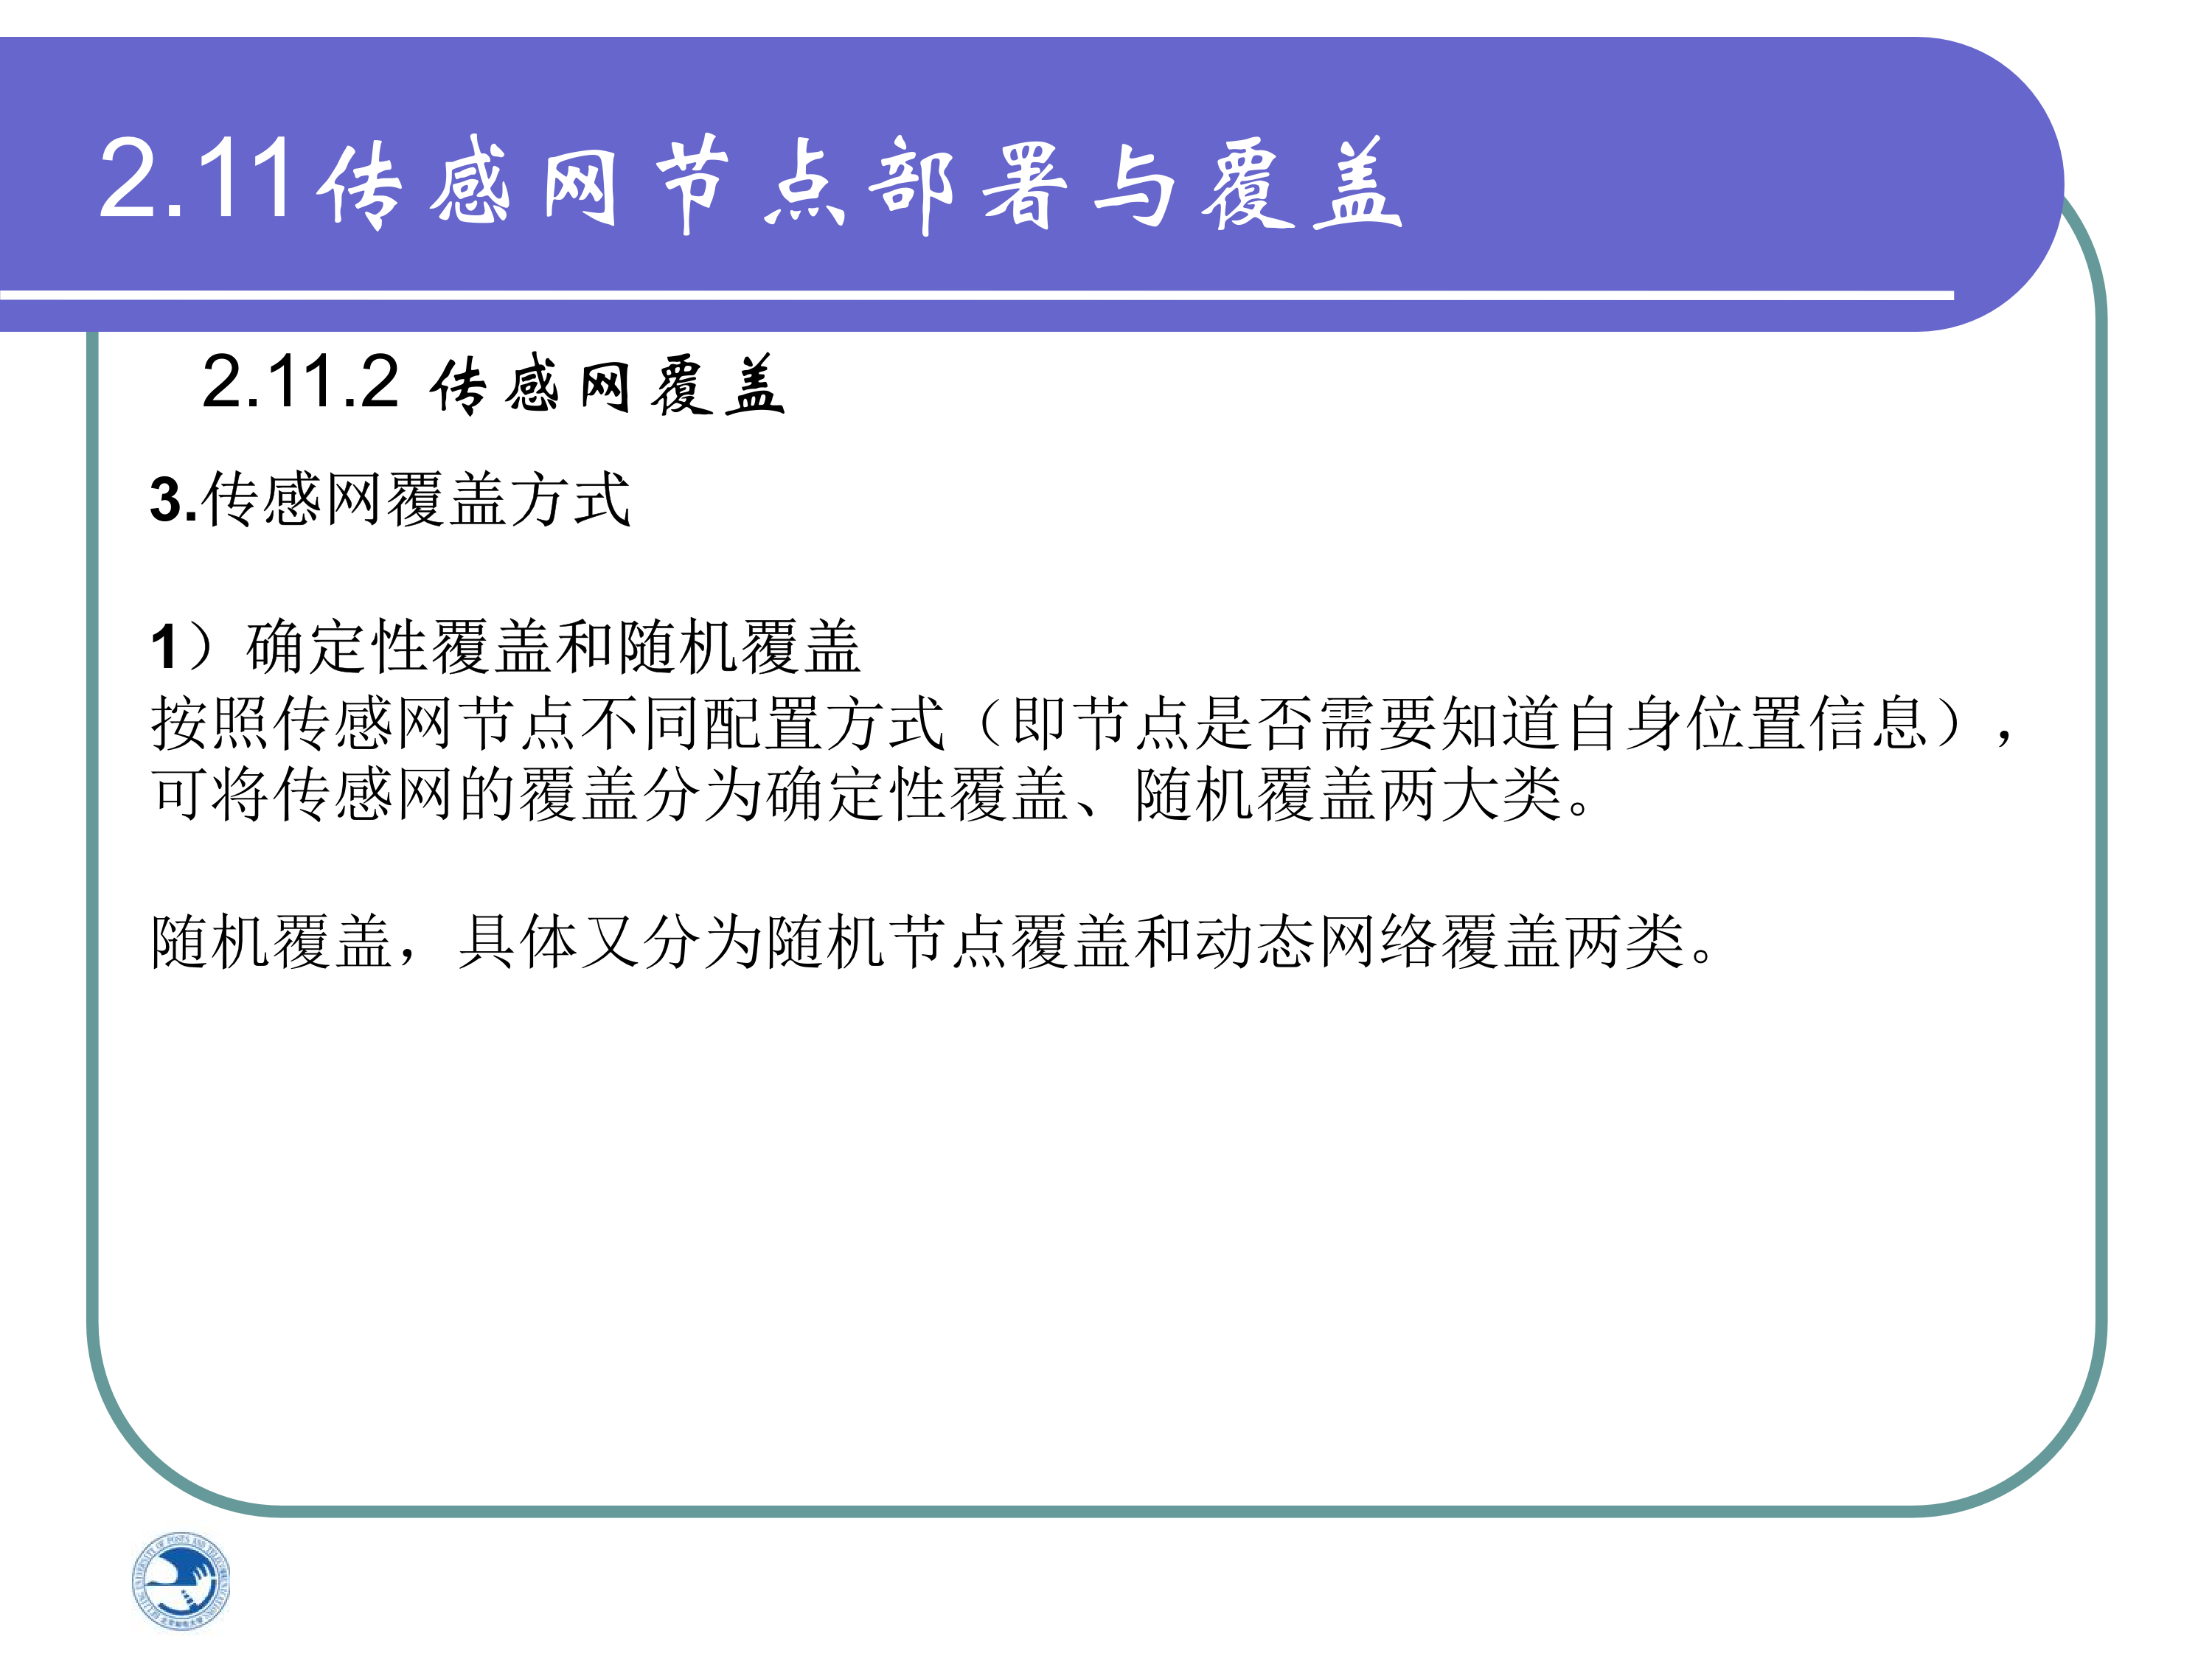 2.11传感网节点部署与覆盖
2.11.2 传感网覆盖
3.传感网覆盖方式
1）确定性覆盖和随机覆盖
按照传感网节点不同配置方式（即节点是否需要知道自身位置信息），
可将传感网的覆盖分为确定性覆盖、随机覆盖两大类。
随机覆盖，具体又分为随机节点覆盖和动态网络覆盖两类。